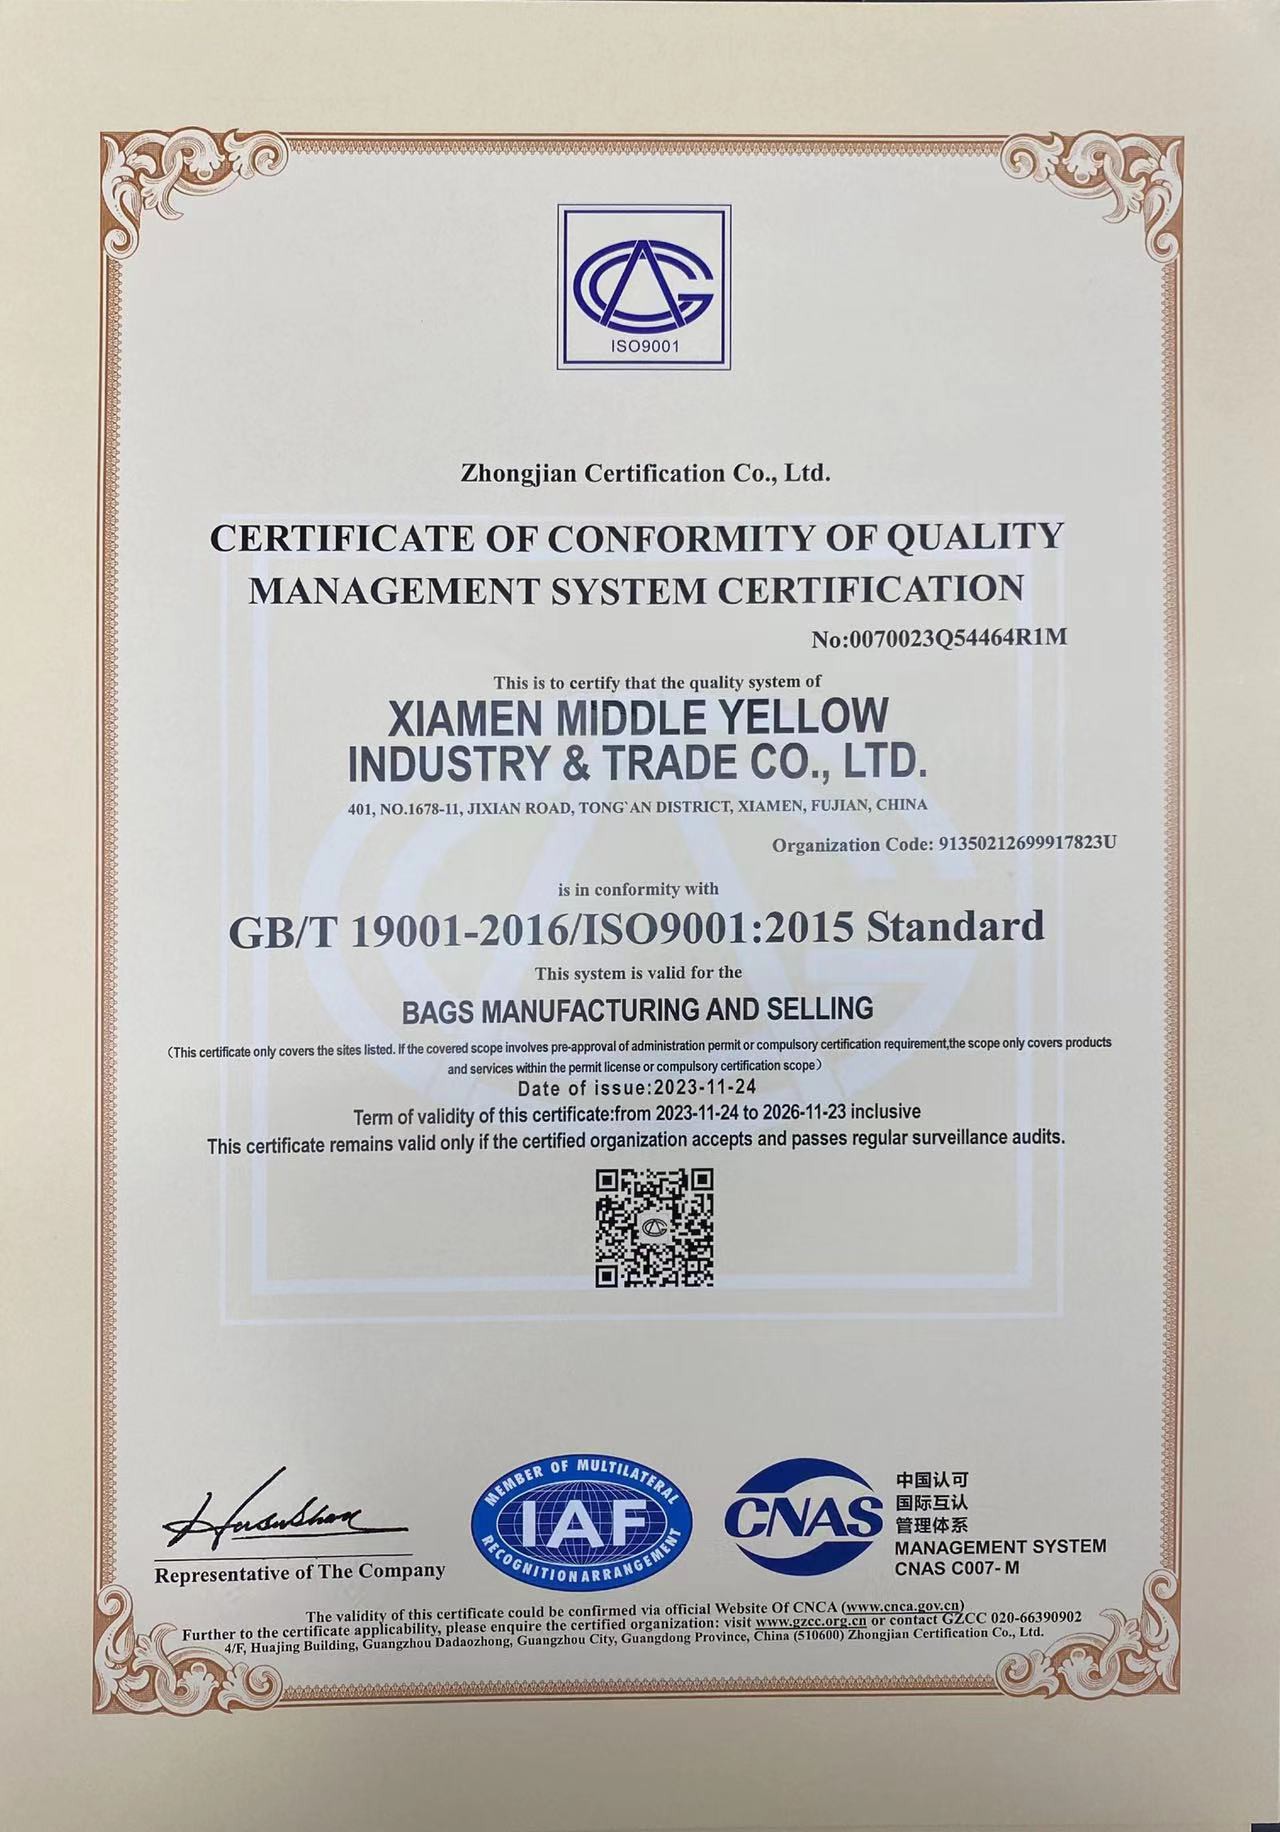 CAG
ISO9001
Zhongjian Certification Co., Ltd.
CERTIFICATE OF CONFORMITY OF QUALITY
MANAGEMENT SYSTEM CERTIFICATION
No:0070023Q54464R1M
This is to certify that the quality system of
XIAMEN MIDDLE YELLOW
INDUSTRY & TRADE CO., LTD.
401, NO.1678-11, JIXIAN ROAD, TONG`AN DISTRICT, XIAMEN, FUJIAN, CHINA
Organization Code: 91350212699917823U
is in conformity with
GB/T 19001-2016/ISO9001:2015 Standard
This system is valid for the
BAGS MANUFACTURING AND SELLING
(This certificate only covers the sites listed. If the covered scope involves pre-approval of administration permit or compulsory certification requirement,the scope only covers products
and services within the permit license or compulsory certification scope)
Date of issue:2023-11-24
Term of validity of this certificate:from 2023-11-24 to 2026-11-23 inclusive
This certificate remains valid only if the certified organization accepts and passes regular surveillance audits.
Representative of The Company
MEMBER OF MULTILATERAL
IAF
RECOGNITION ARRANGEMENT
CNAS
中国认可
国际互认
管理体系
MANAGEMENT SYSTEM
CNAS C007-M
The validity of this certificate could be confirmed via official Website Of CNCA (www.cnca.gov.cn)
Further to the certificate applicability, please enquire the certified organization: visit www.gzcc.org.cn or contact GZCC 020-66390902
4/F, Huajing Building, Guangzhou Dadaozhong, Guangzhou City, Guangdong Province, China (510600) Zhongjian Certification Co., Ltd.